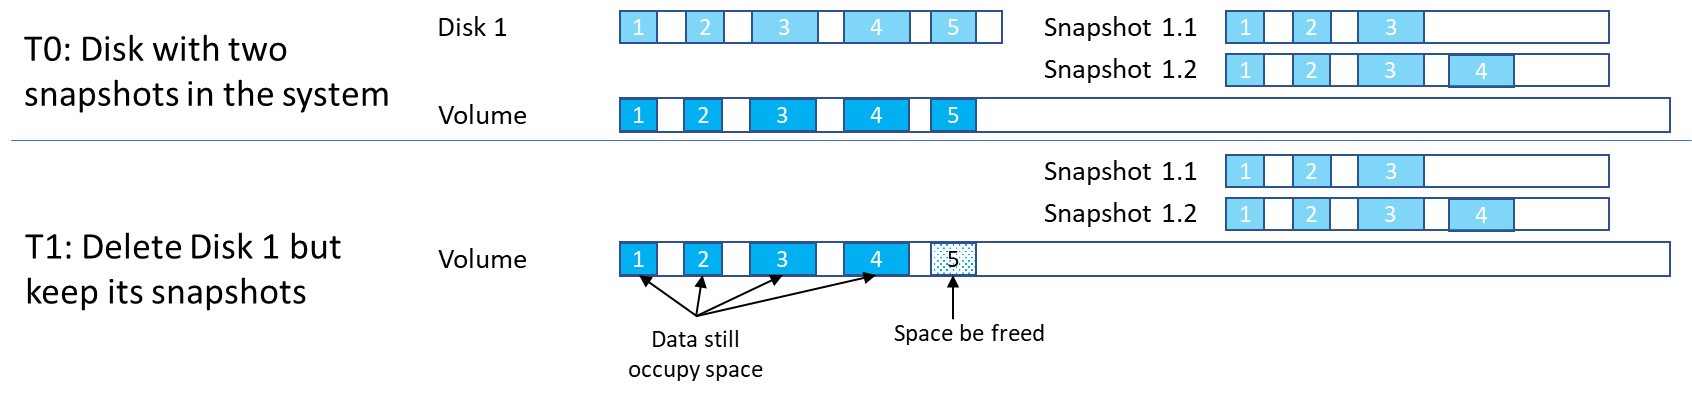 T0: Disk with two
snapshots in the system
Disk 1
1 2 3 4 5
Snapshot 1.1
1 2 3
Snapshot 1.2
1 2 3 4
Volume
1 2 3 4 5
T1: Delete Disk 1 but
keep its snapshots
Snapshot 1.1
1 2 3
Snapshot 1.2
1 2 3 4
Volume
1 2 3 4 5
Data still
occupy space
Space be freed